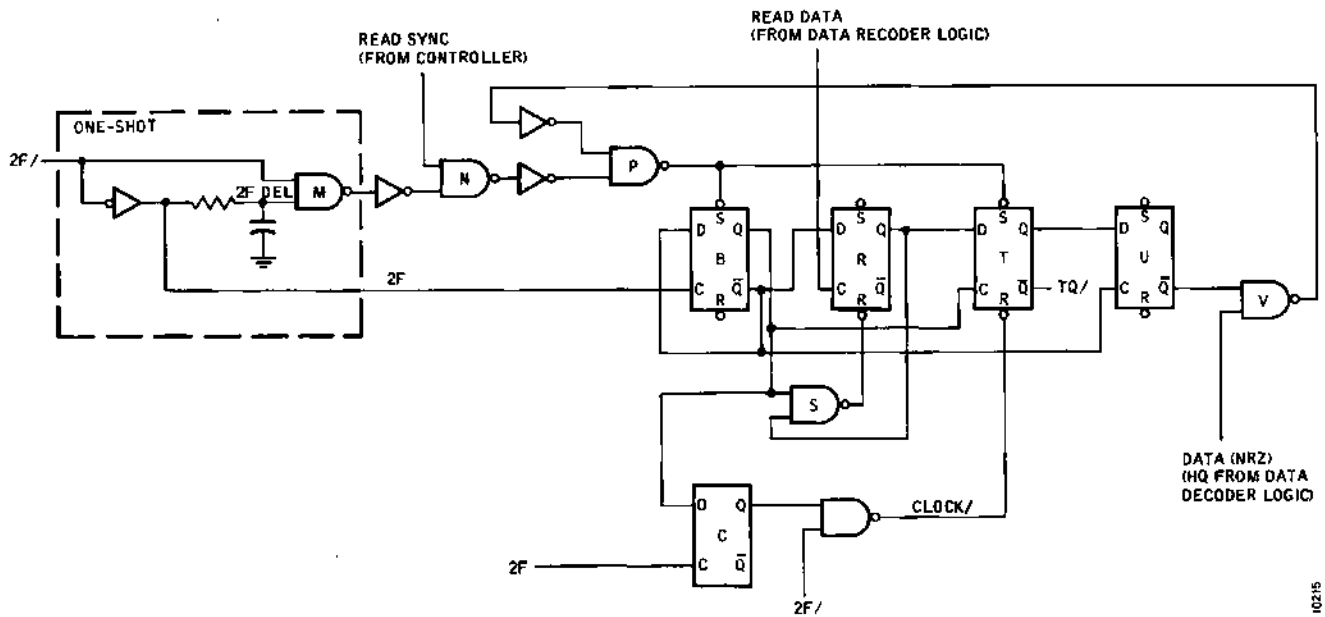 READ DATA
(FROM DATA RECODER LOGIC)
READ SYNC
(FROM CONTROLLER)
ONE-SHOT
2F/
2F DEL
M
N
P
2F
S
D Q
B
C Q̅
R
S
D Q
R
C Q̅
R
S
D Q
T
C Q̅
R
TQ/
S
D Q
U
C Q̅
R
V
S
DATA (NRZ)
(HQ FROM DATA
DECODER LOGIC)
D Q
C
C Q̅
CLOCK/
2F
2F/
10215